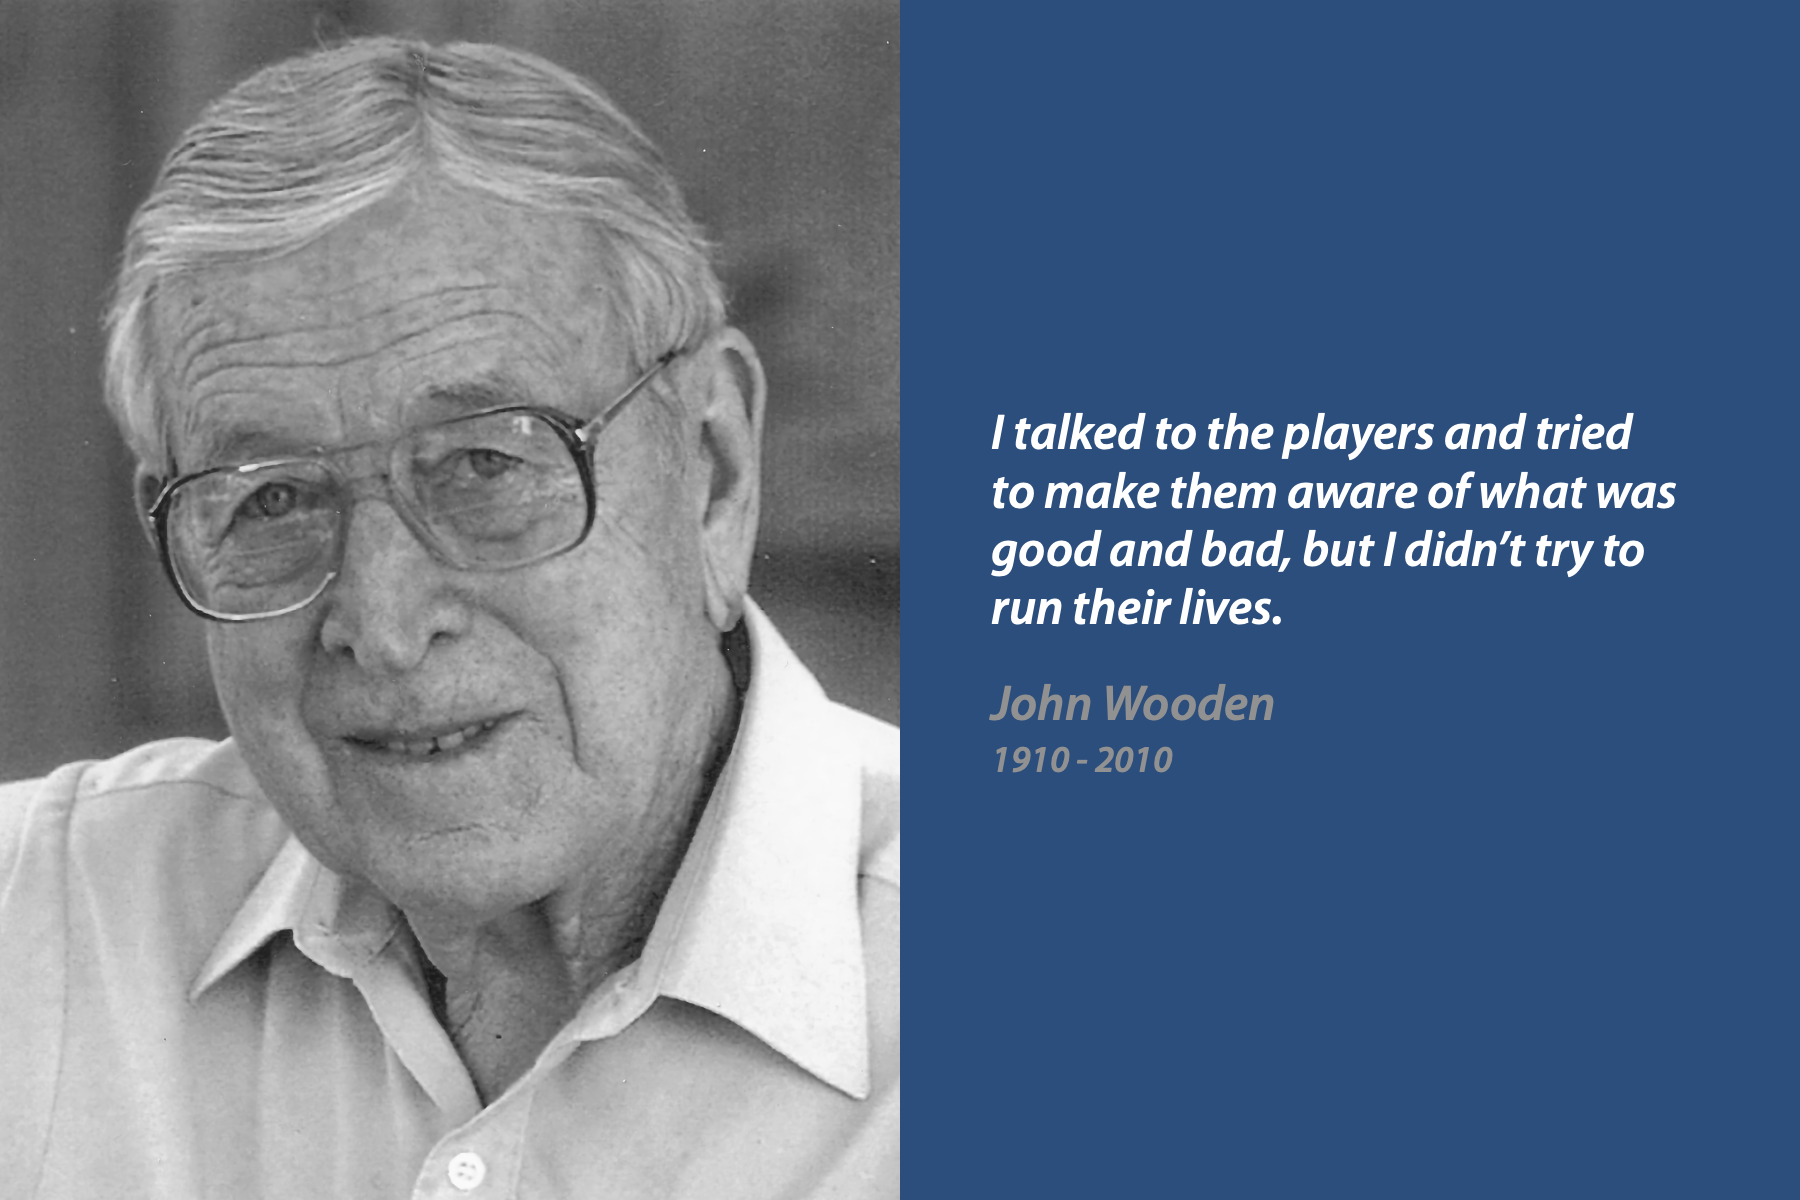 I talked to the players and tried
to make them aware of what was
good and bad, but I didn’t try to
run their lives.
John Wooden
1910 - 2010